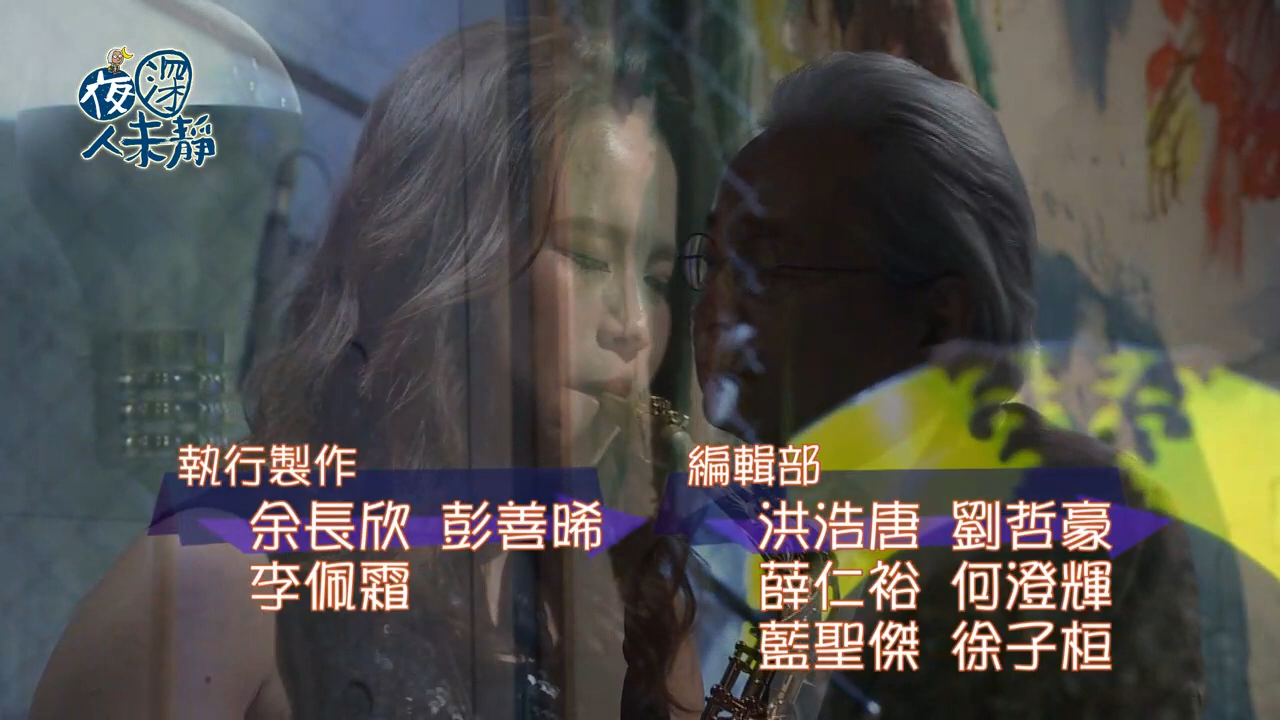 夜深
人未靜
執行製作
余長欣 彭善晞
李佩霜
編輯部
洪浩唐 劉哲豪
薛仁裕 何澄輝
藍聖傑 徐子桓